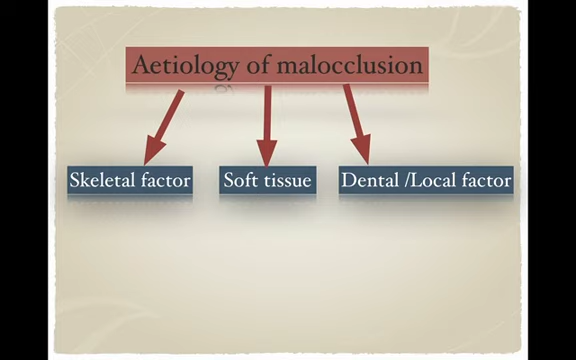 Aetiology of malocclusion
Skeletal factor
Soft tissue
Dental /Local factor